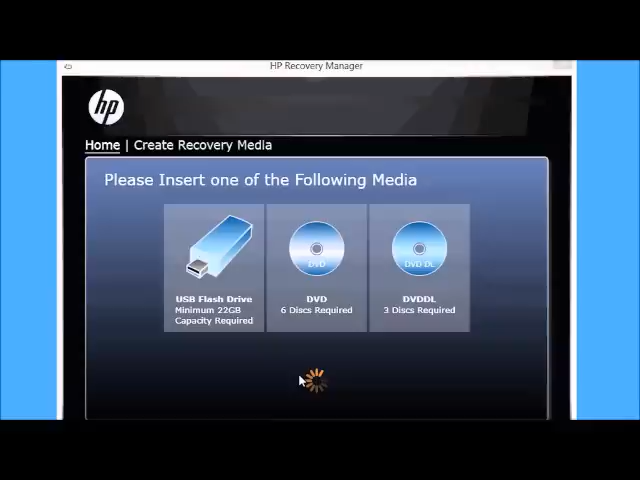 HP Recovery Manager
hp
Home | Create Recovery Media
Please Insert one of the Following Media
DVD
DVD DL
USB Flash Drive
Minimum 22GB
Capacity Required
DVD
6 Discs Required
DVDDL
3 Discs Required